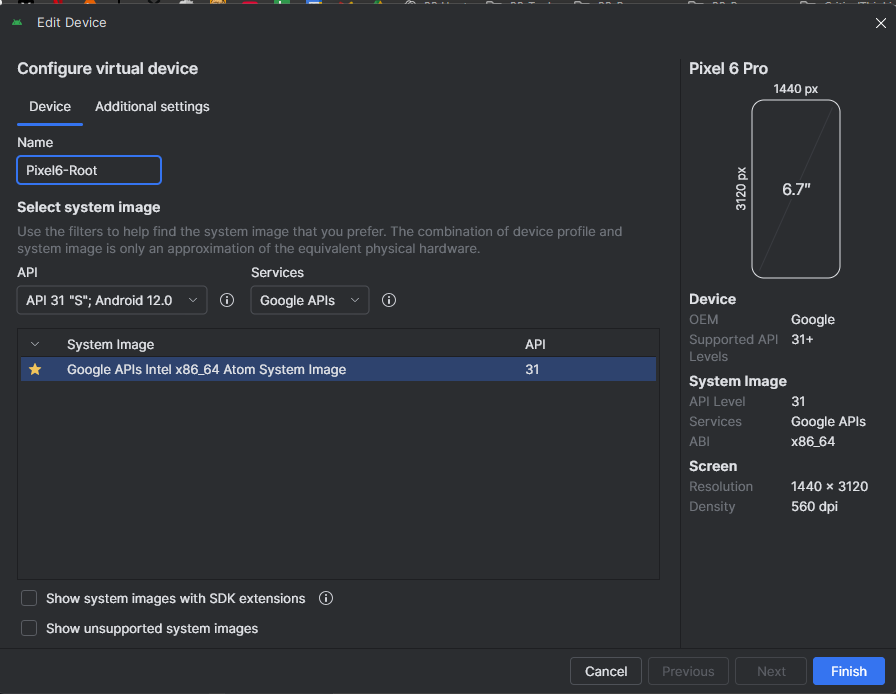 Edit Device
Configure virtual device
Device Additional settings
Name
Pixel6-Root
Select system image
Use the filters to help find the system image that you prefer. The combination of device profile and
system image is only an approximation of the equivalent physical hardware.
API Services
API 31 "S"; Android 12.0 Google APIs
System Image API
Google APIs Intel x86_64 Atom System Image 31
Show system images with SDK extensions
Show unsupported system images
Pixel 6 Pro
1440 px
3120 px
6.7"
Device
OEM Google
Supported API 31+
Levels
System Image
API Level 31
Services Google APIs
ABI x86_64
Screen
Resolution 1440 × 3120
Density 560 dpi
Cancel Previous Next Finish